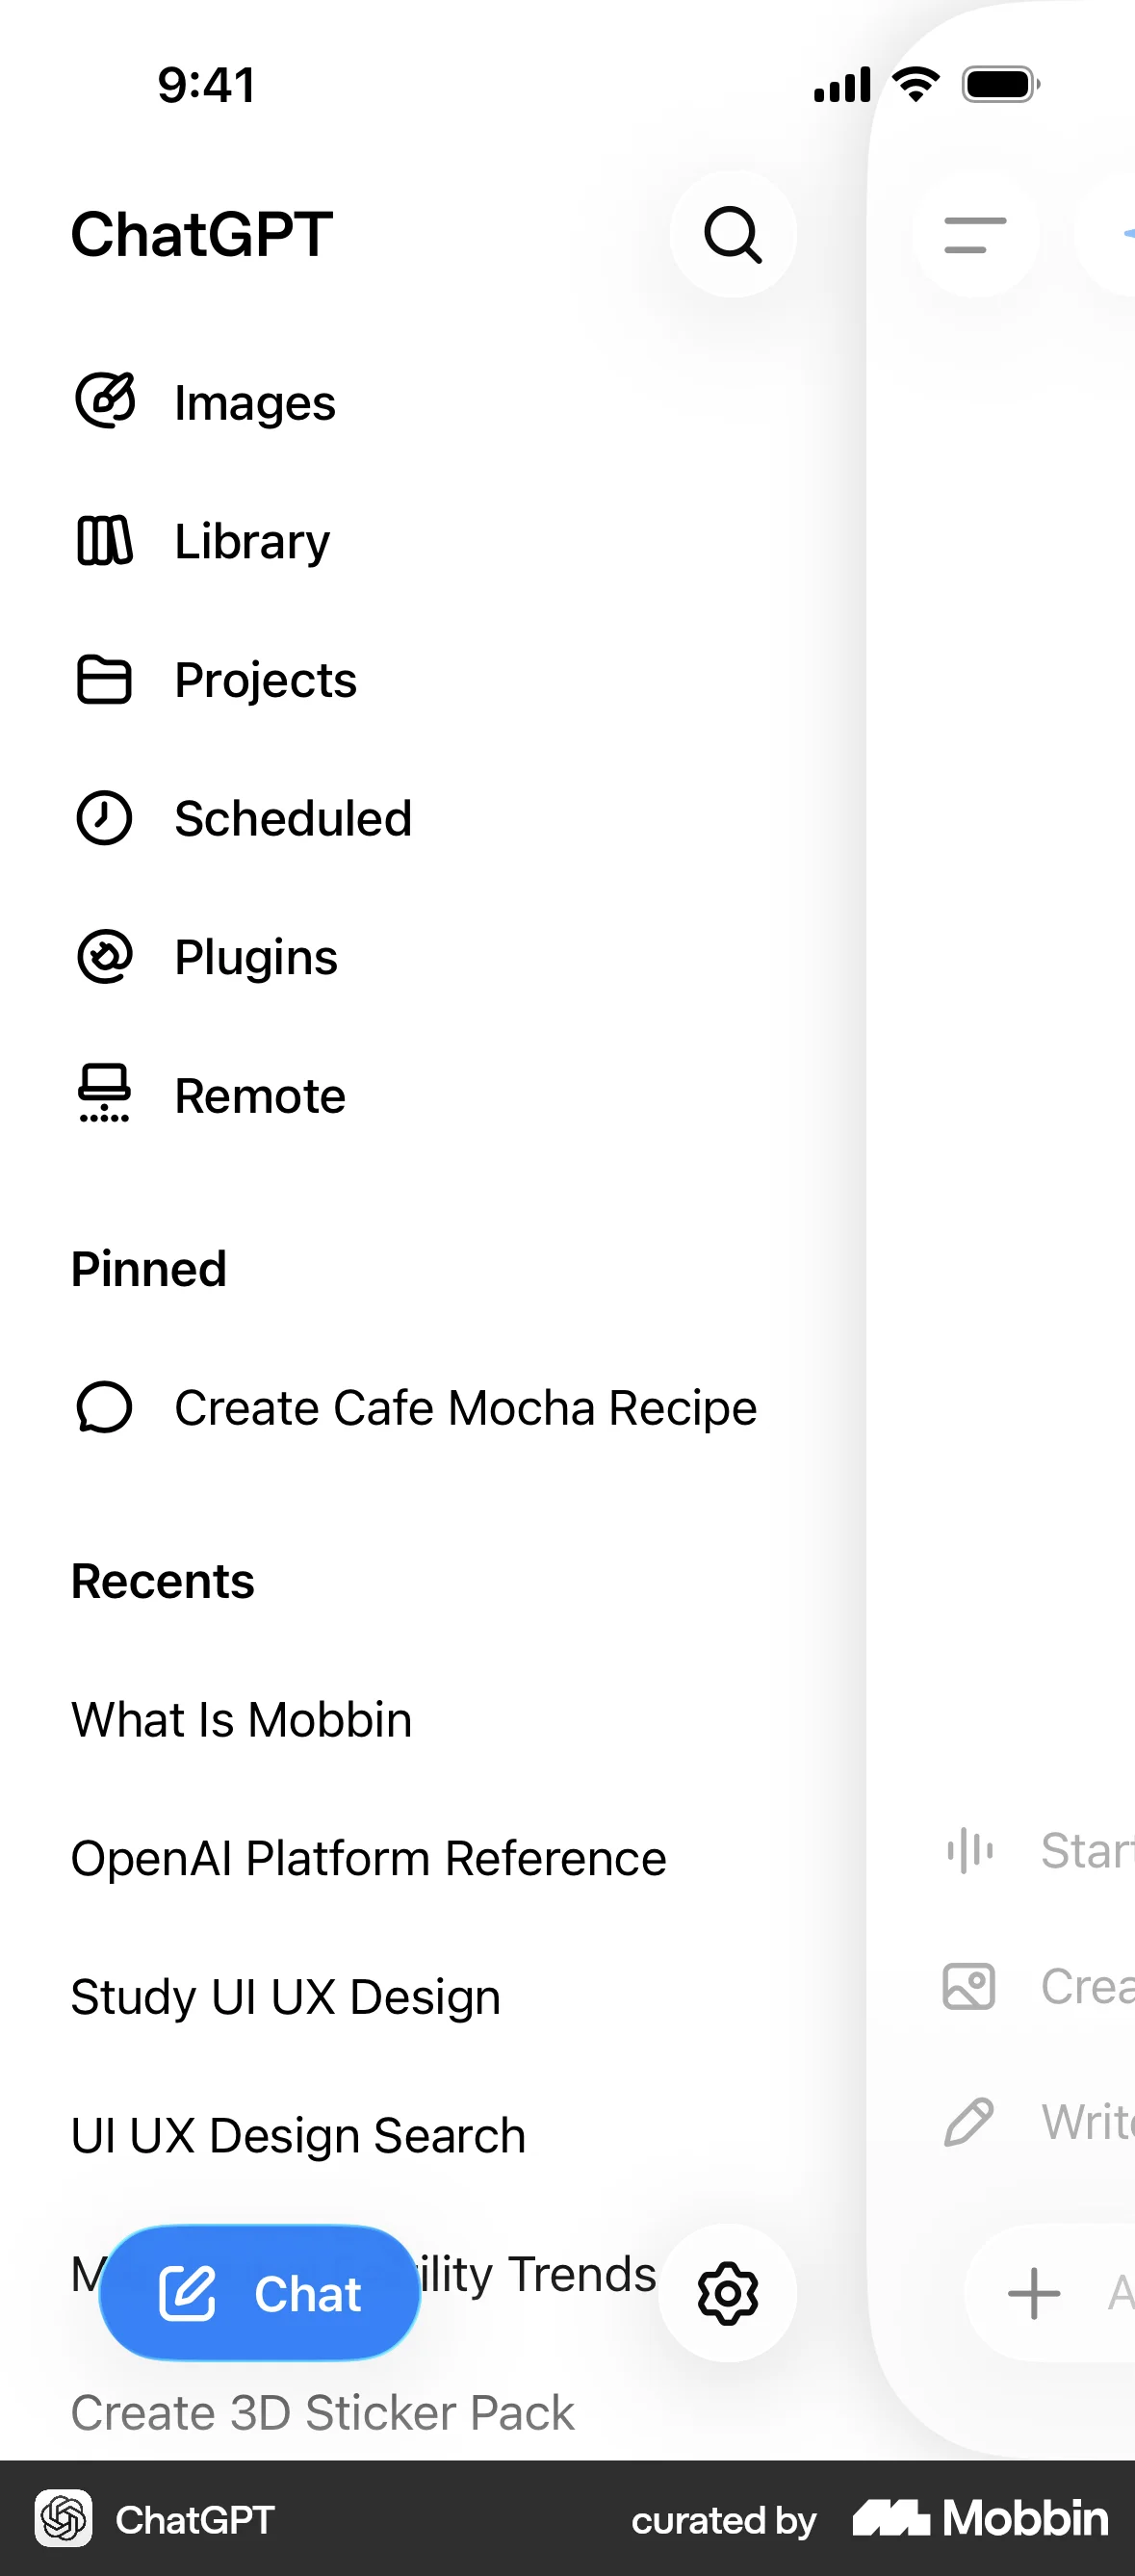 9:41
ChatGPT
Images
Library
Projects
Scheduled
Plugins
Remote
Pinned
Create Cafe Mocha Recipe
Recents
What Is Mobbin
OpenAI Platform Reference
Study UI UX Design
UI UX Design Search
Trends
Chat
Create 3D Sticker Pack
ChatGPT
curated by Mobbin